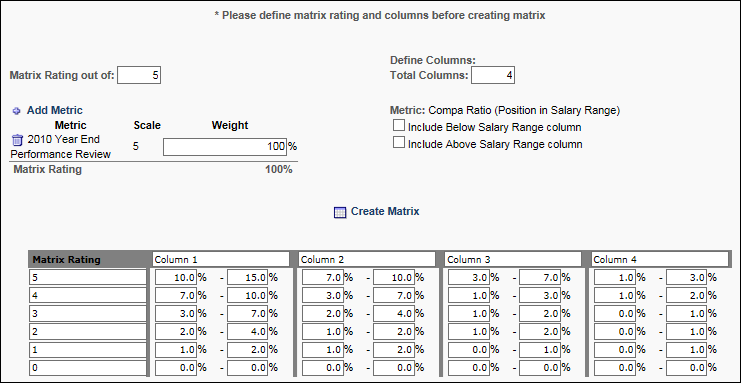 * Please define matrix rating and columns before creating matrix
Define Columns:
Matrix Rating out of: 5 Total Columns: 4
Add Metric Metric: Compa Ratio (Position in Salary Range)
Metric Scale Weight Include Below Salary Range column
2010 Year End Performance Review 5 100 % Include Above Salary Range column
Matrix Rating 100%
Create Matrix
Matrix Rating Column 1 Column 2 Column 3 Column 4
5 10.0 % - 15.0 % 7.0 % - 10.0 % 3.0 % - 7.0 % 1.0 % - 3.0 %
4 7.0 % - 10.0 % 3.0 % - 7.0 % 1.0 % - 3.0 % 1.0 % - 2.0 %
3 3.0 % - 7.0 % 2.0 % - 4.0 % 1.0 % - 2.0 % 0.0 % - 1.0 %
2 2.0 % - 4.0 % 1.0 % - 2.0 % 1.0 % - 2.0 % 0.0 % - 1.0 %
1 1.0 % - 2.0 % 1.0 % - 2.0 % 0.0 % - 1.0 % 0.0 % - 1.0 %
0 0.0 % - 0.0 % 0.0 % - 0.0 % 0.0 % - 0.0 % 0.0 % - 0.0 %